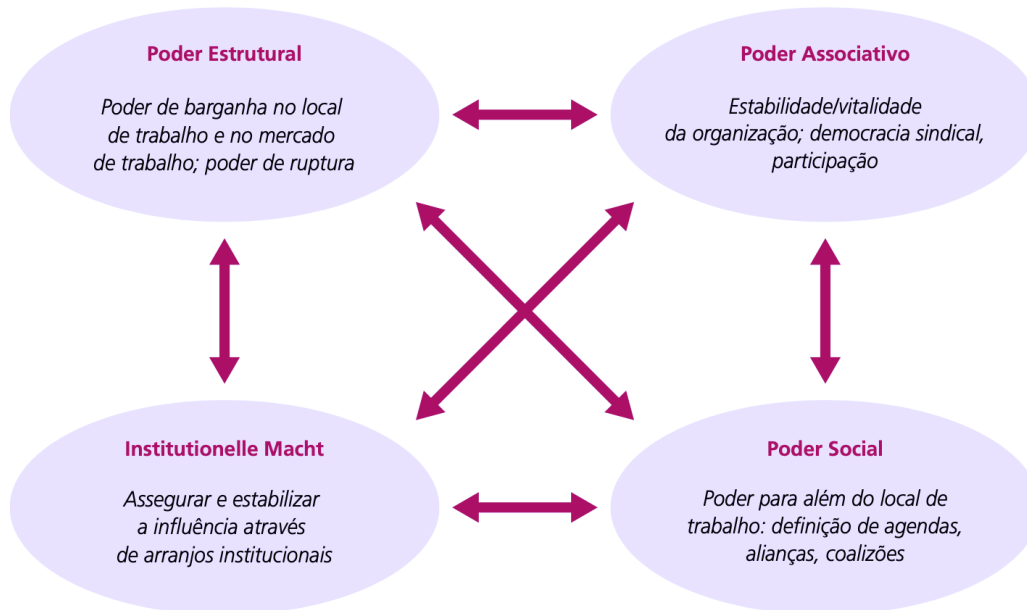 Poder Estrutural
Poder de barganha no local
de trabalho e no mercado
de trabalho; poder de ruptura
Poder Associativo
Estabilidade/vitalidade
da organização; democracia sindical,
participação
Institutionelle Macht
Assegurar e estabilizar
a influência através
de arranjos institucionais
Poder Social
Poder para além do local de
trabalho: definição de agendas,
alianças, coalizões